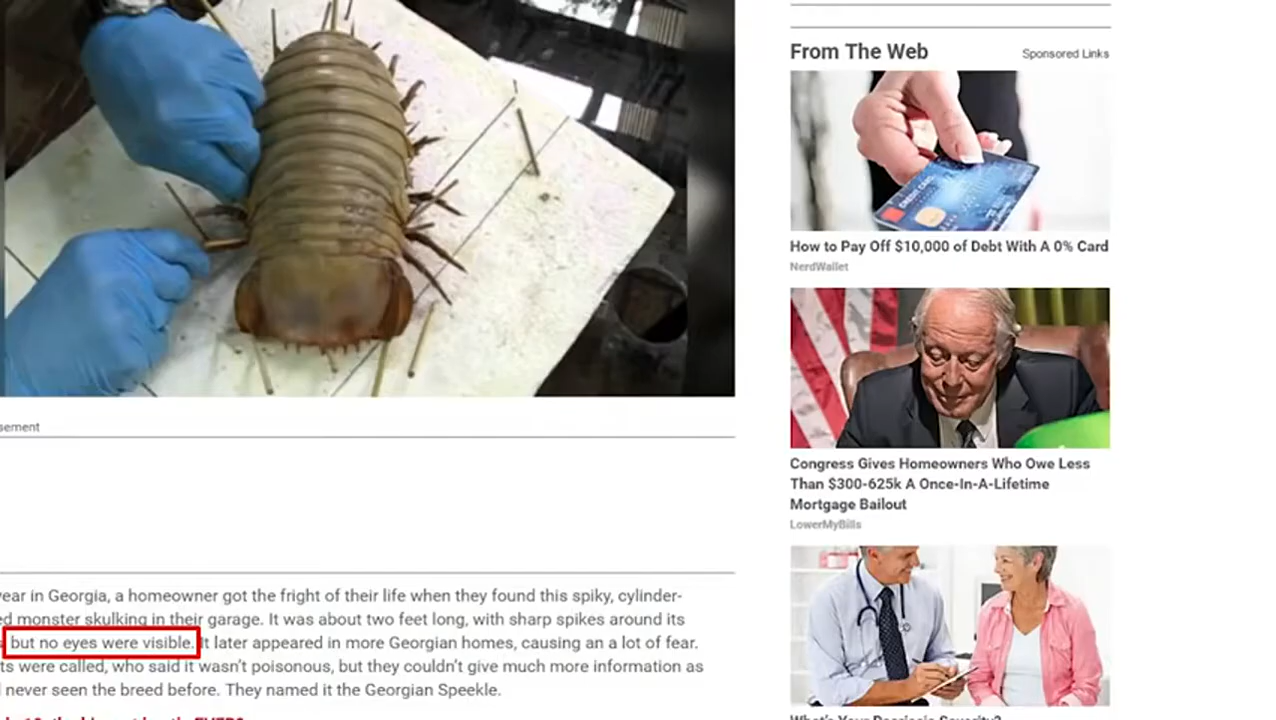 From The Web
Sponsored Links
CREDIT CARD
How to Pay Off $10,000 of Debt With A 0% Card
NerdWallet
Congress Gives Homeowners Who Owe Less
Than $300-625k A Once-In-A-Lifetime
Mortgage Bailout
LowerMyBills
sement
year in Georgia, a homeowner got the fright of their life when they found this spiky, cylinder-
ed monster skulking in their garage. It was about two feet long, with sharp spikes around its
but no eyes were visible. It later appeared in more Georgian homes, causing an a lot of fear.
ts were called, who said it wasn't poisonous, but they couldn't give much more information as
never seen the breed before. They named it the Georgian Speekle.